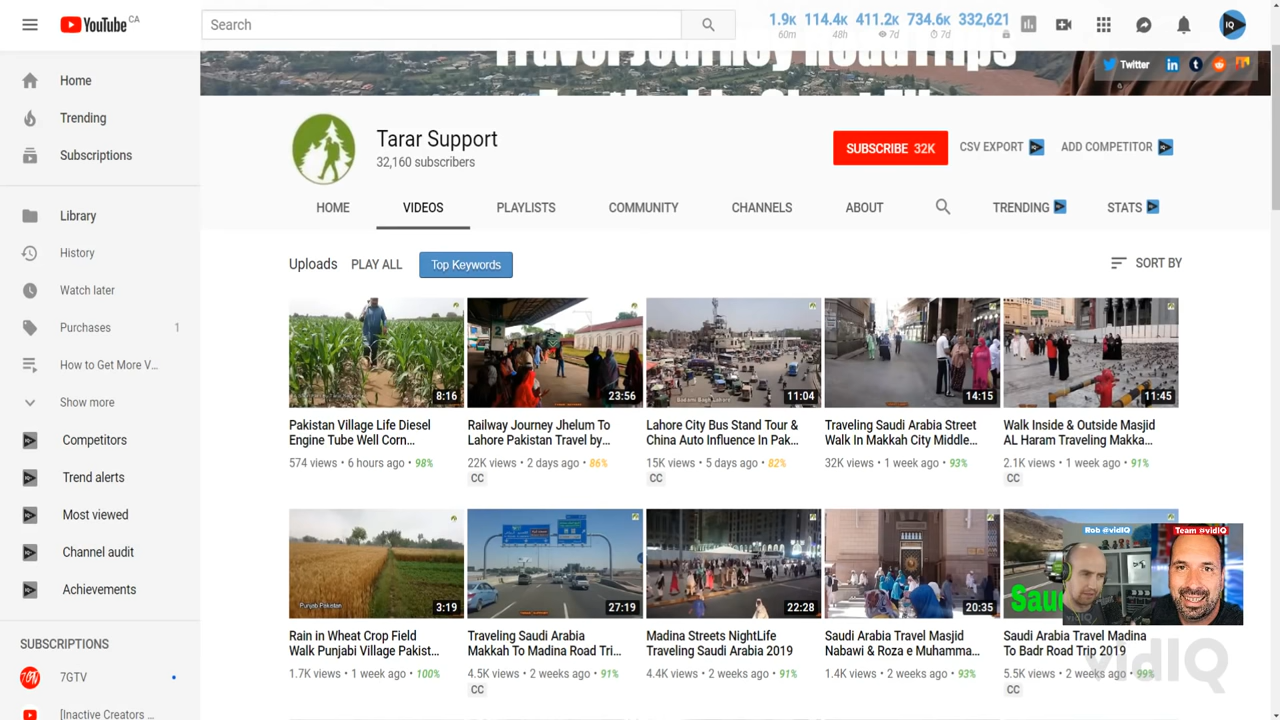 YouTube CA
Search
1.9K 114.4K 411.2K 734.6K 332,621
60m 48h 7d 7d
Travel Journey Road Trips
Twitter
Home
Trending
Subscriptions
Library
History
Watch later
Purchases 1
How to Get More V...
Show more
Competitors
Trend alerts
Most viewed
Channel audit
Achievements
SUBSCRIPTIONS
7GTV
[Inactive Creators ...
Tarar Support
32,160 subscribers
SUBSCRIBE 32K
CSV EXPORT
ADD COMPETITOR
HOME VIDEOS PLAYLISTS COMMUNITY CHANNELS ABOUT TRENDING STATS
Uploads PLAY ALL Top Keywords SORT BY
8:16
Pakistan Village Life Diesel
Engine Tube Well Corn...
574 views • 6 hours ago • 98%
2
23:56
Railway Journey Jhelum To
Lahore Pakistan Travel by...
22K views • 2 days ago • 86%
CC
Badami Bagh Lahore
11:04
Lahore City Bus Stand Tour &
China Auto Influence In Pak...
15K views • 5 days ago • 82%
CC
14:15
Traveling Saudi Arabia Street
Walk In Makkah City Middle...
32K views • 1 week ago • 93%
11:45
Walk Inside & Outside Masjid
AL Haram Traveling Makka...
2.1K views • 1 week ago • 91%
CC
Punjab Pakistan
3:19
Rain in Wheat Crop Field
Walk Punjabi Village Pakist...
1.7K views • 1 week ago • 100%
27:19
Traveling Saudi Arabia
Makkah To Madina Road Tri...
4.5K views • 2 weeks ago • 91%
CC
22:28
Madina Streets NightLife
Traveling Saudi Arabia 2019
4.4K views • 2 weeks ago • 91%
20:35
Saudi Arabia Travel Masjid
Nabawi & Roza e Muhamma...
1.4K views • 2 weeks ago • 93%
Saudi Arabia Travel Madina
To Badr Road Trip 2019
5.5K views • 2 weeks ago • 99%
CC
Rob @vidIQ
Team @vidIQ
vidIQ